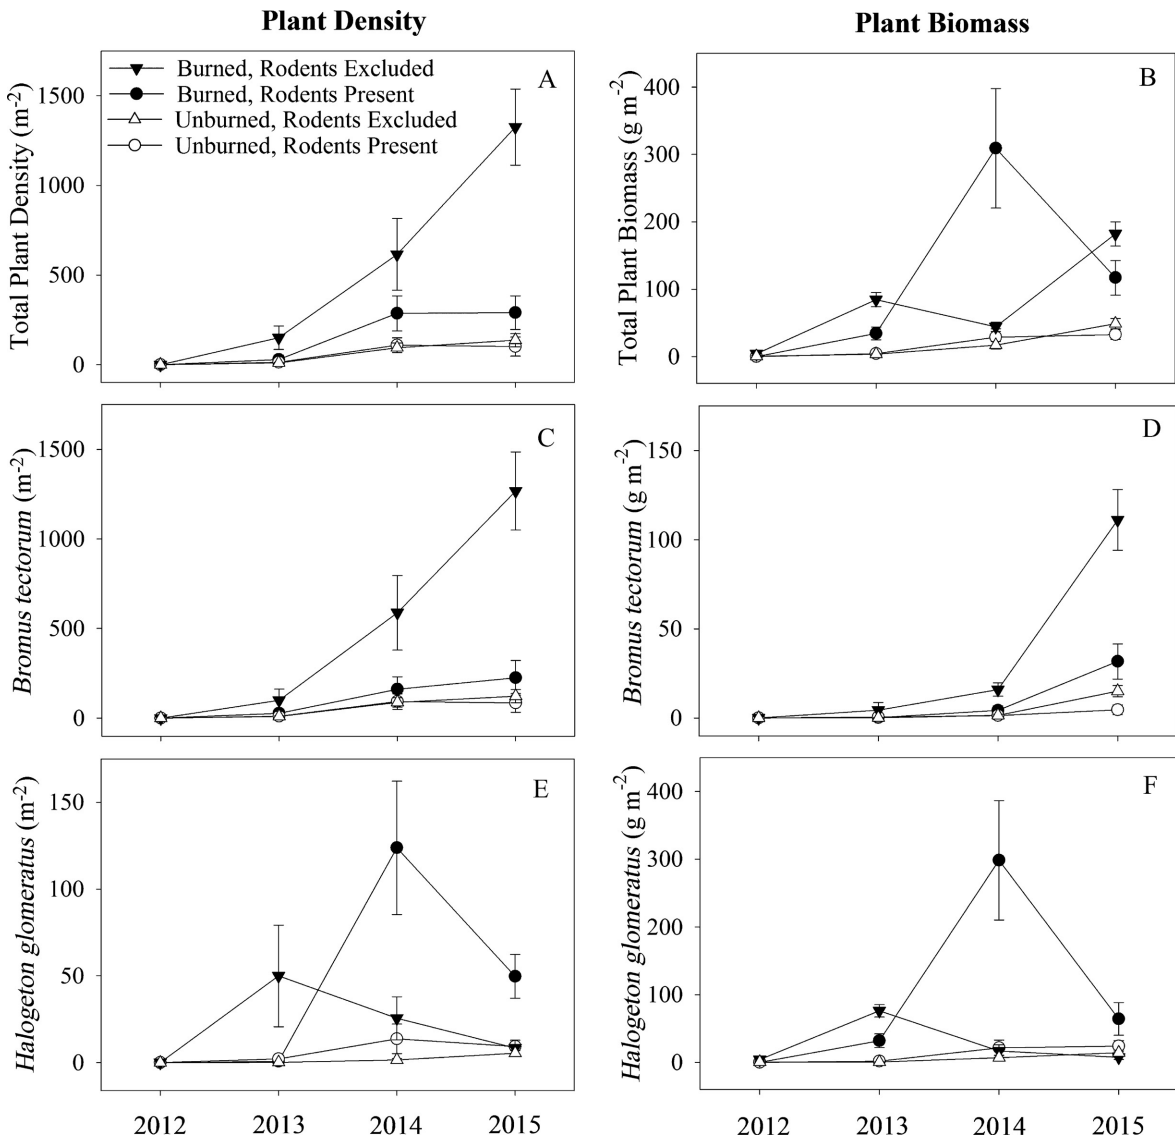 Plant Density
Plant Biomass
Burned, Rodents Excluded
Burned, Rodents Present
Unburned, Rodents Excluded
Unburned, Rodents Present
A
Total Plant Density (m⁻²)
1500
1000
500
0
B
Total Plant Biomass (g m⁻²)
400
300
200
100
0
C
Bromus tectorum (m⁻²)
1500
1000
500
0
D
Bromus tectorum (g m⁻²)
150
100
50
0
E
Halogeton glomeratus (m⁻²)
150
100
50
0
2012 2013 2014 2015
F
Halogeton glomeratus (g m⁻²)
400
300
200
100
0
2012 2013 2014 2015